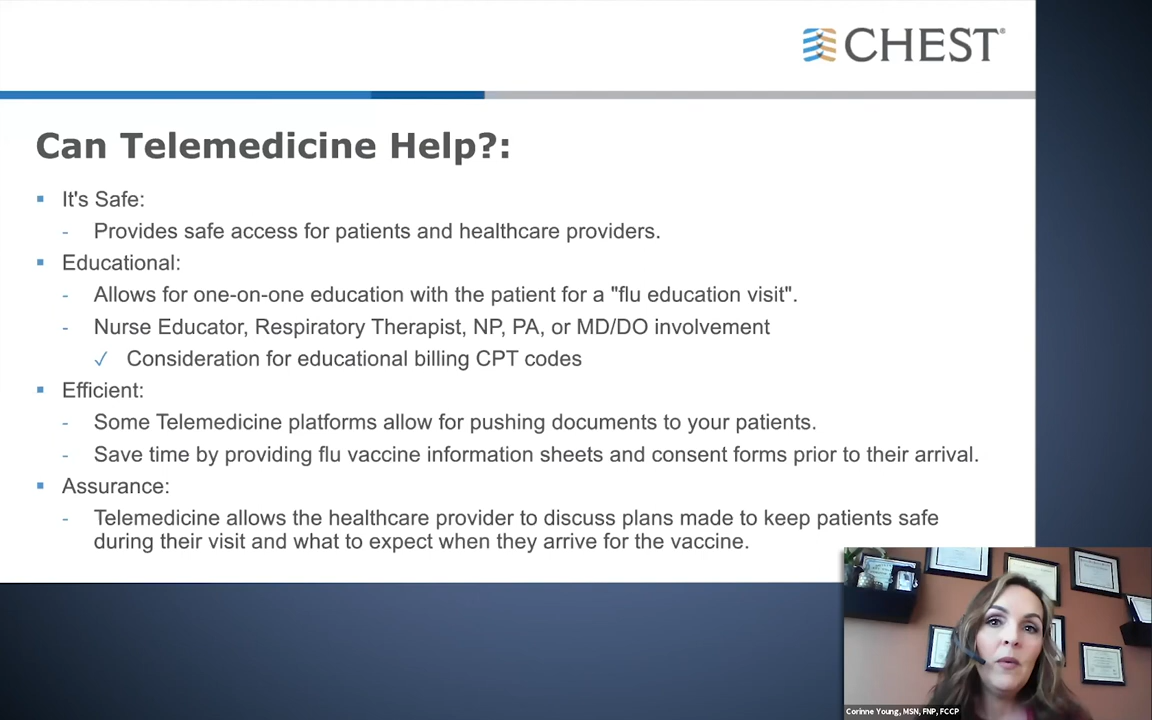 CHEST®
Can Telemedicine Help?:
▪ It's Safe:
- Provides safe access for patients and healthcare providers.
▪ Educational:
- Allows for one-on-one education with the patient for a "flu education visit".
- Nurse Educator, Respiratory Therapist, NP, PA, or MD/DO involvement
✓ Consideration for educational billing CPT codes
▪ Efficient:
- Some Telemedicine platforms allow for pushing documents to your patients.
- Save time by providing flu vaccine information sheets and consent forms prior to their arrival.
▪ Assurance:
- Telemedicine allows the healthcare provider to discuss plans made to keep patients safe
during their visit and what to expect when they arrive for the vaccine.
Corinne Young, MSN, FNP, FCCP